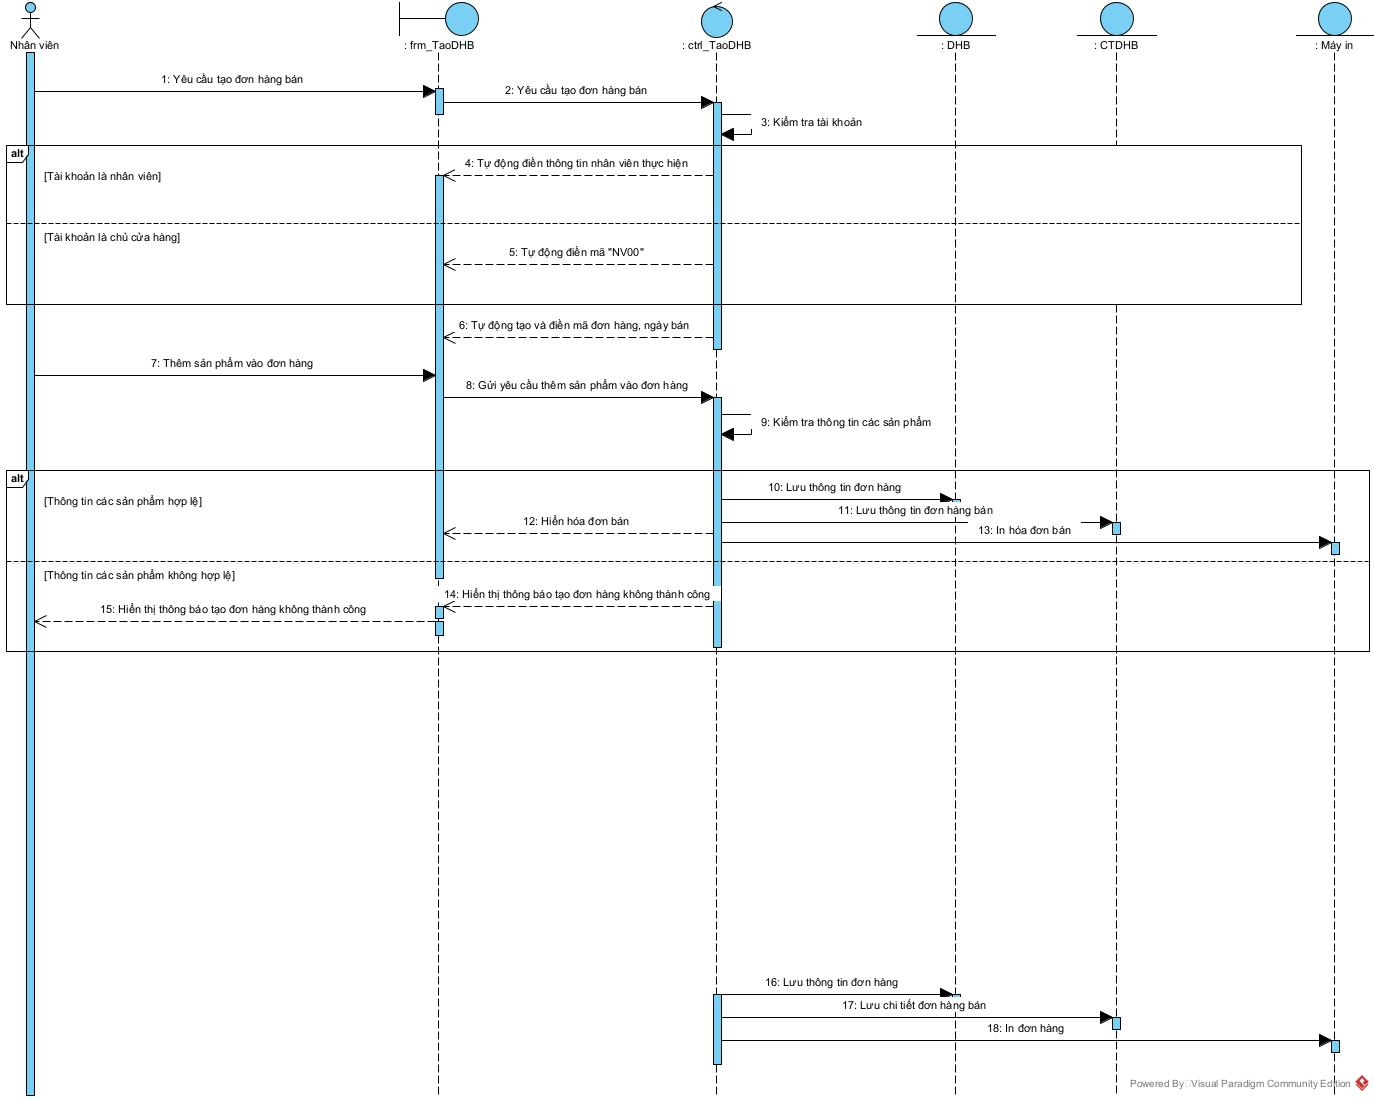 Nhân viên
: frm_TaoDHB
: ctrl_TaoDHB
: DHB
: CTDHB
: Máy in
1: Yêu cầu tạo đơn hàng bán
2: Yêu cầu tạo đơn hàng bán
3: Kiểm tra tài khoản
alt
4: Tự động điền thông tin nhân viên thực hiện
[Tài khoản là nhân viên]
[Tài khoản là chủ cửa hàng]
5: Tự động điền mã "NV00"
6: Tự động tạo và điền mã đơn hàng, ngày bán
7: Thêm sản phẩm vào đơn hàng
8: Gửi yêu cầu thêm sản phẩm vào đơn hàng
9: Kiểm tra thông tin các sản phẩm
alt
10: Lưu thông tin đơn hàng
[Thông tin các sản phẩm hợp lệ]
11: Lưu thông tin đơn hàng bán
12: Hiển hóa đơn bán
13: In hóa đơn bán
[Thông tin các sản phẩm không hợp lệ]
14: Hiển thị thông báo tạo đơn hàng không thành công
15: Hiển thị thông báo tạo đơn hàng không thành công
16: Lưu thông tin đơn hàng
17: Lưu chi tiết đơn hàng bán
18: In đơn hàng
Powered By Visual Paradigm Community Edition